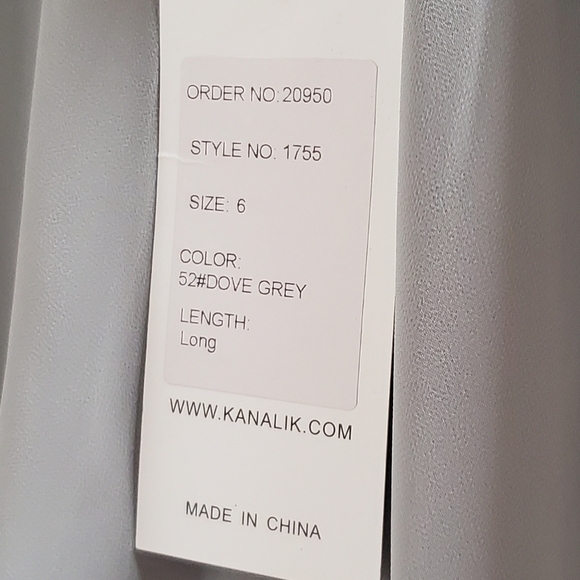 ORDER NO:20950
STYLE NO: 1755
SIZE: 6
COLOR:
52#DOVE GREY
LENGTH:
Long
WWW.KANALIK.COM
MADE IN CHINA